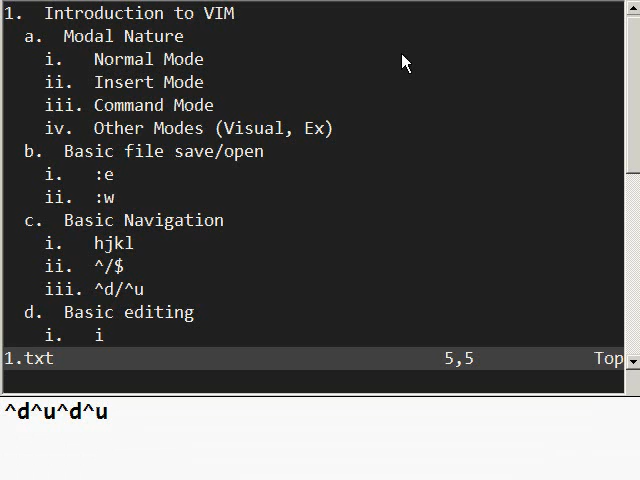 1.  Introduction to VIM
a.  Modal Nature
i.   Normal Mode
ii.  Insert Mode
iii. Command Mode
iv.  Other Modes (Visual, Ex)
b.  Basic file save/open
i.   :e
ii.  :w
c.  Basic Navigation
i.   hjkl
ii.  ^/$
iii. ^d/^u
d.  Basic editing
i.   i
1.txt 5,5 Top
^d^u^d^u